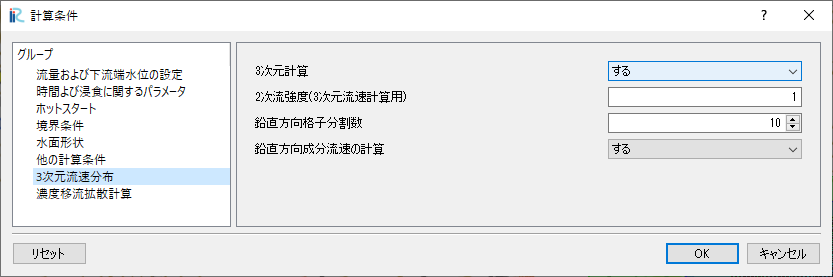 計算条件
グループ
流量および下流端水位の設定
時間及び浸食に関するパラメータ
ホットスタート
境界条件
水面形状
他の計算条件
3次元流速分布
濃度移流拡散計算
3次元計算 する
2次流強度(3次元流速計算用) 1
鉛直方向格子分割数 10
鉛直方向成分流速の計算 する
リセット OK キャンセル